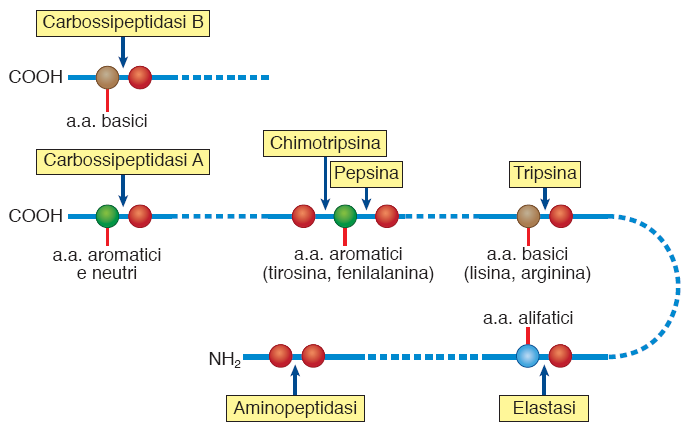 Carbossipeptidasi B
COOH
a.a. basici
Carbossipeptidasi A
Chimotripsina
Pepsina
Tripsina
COOH
a.a. aromatici
e neutri
a.a. aromatici
(tirosina, fenilalanina)
a.a. basici
(lisina, arginina)
a.a. alifatici
NH₂
Aminopeptidasi
Elastasi